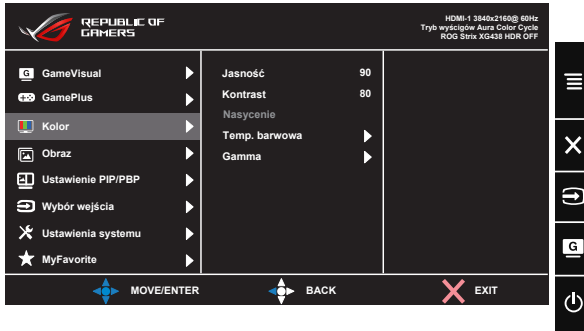 REPUBLIC OF
GAMERS
HDMI-1 3840x2160@ 60Hz
Tryb wyścigów Aura Color Cycle
ROG Strix XG438 HDR OFF
G GameVisual
GamePlus
Kolor
Obraz
Ustawienie PIP/PBP
Wybór wejścia
Ustawienia systemu
MyFavorite
Jasność 90
Kontrast 80
Nasycenie
Temp. barwowa
Gamma
G
MOVE/ENTER BACK EXIT